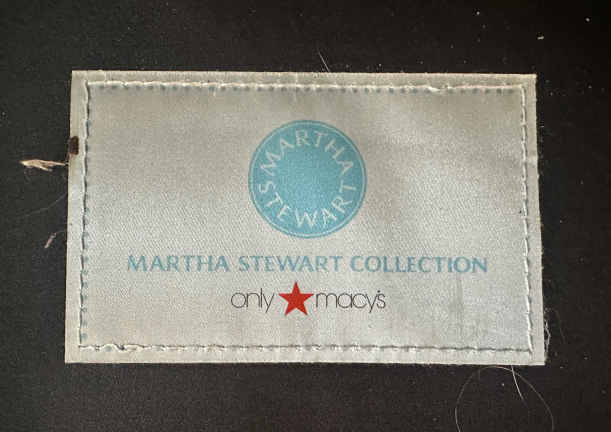 MARTHA
STEWART
MARTHA STEWART COLLECTION
only ★ macy's